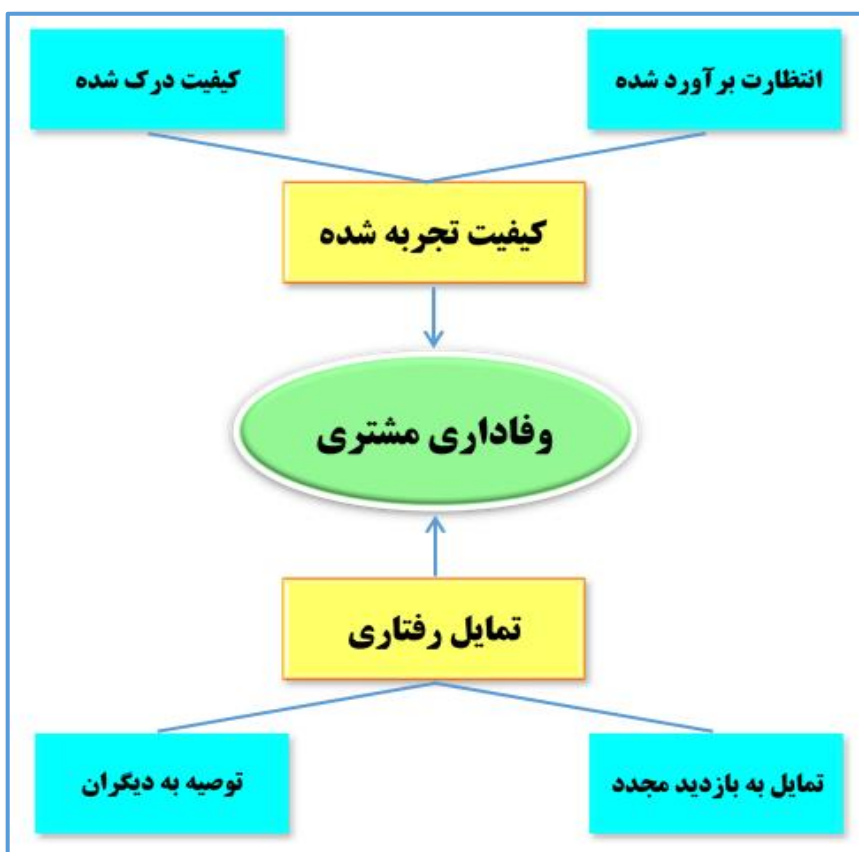 انتظارت برآورد شده
کیفیت درک شده
کیفیت تجربه شده
وفاداری مشتری
تمایل رفتاری
تمایل به بازدید مجدد
توصیه به دیگران